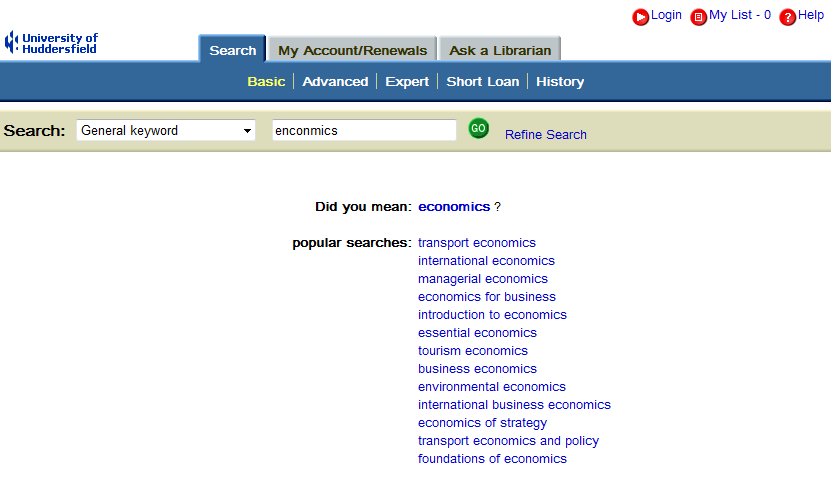 Login My List - 0 Help
University of
Huddersfield
Search My Account/Renewals Ask a Librarian
Basic Advanced Expert Short Loan History
Search: General keyword enconmics GO Refine Search
Did you mean: economics ?
popular searches: transport economics
international economics
managerial economics
economics for business
introduction to economics
essential economics
tourism economics
business economics
environmental economics
international business economics
economics of strategy
transport economics and policy
foundations of economics